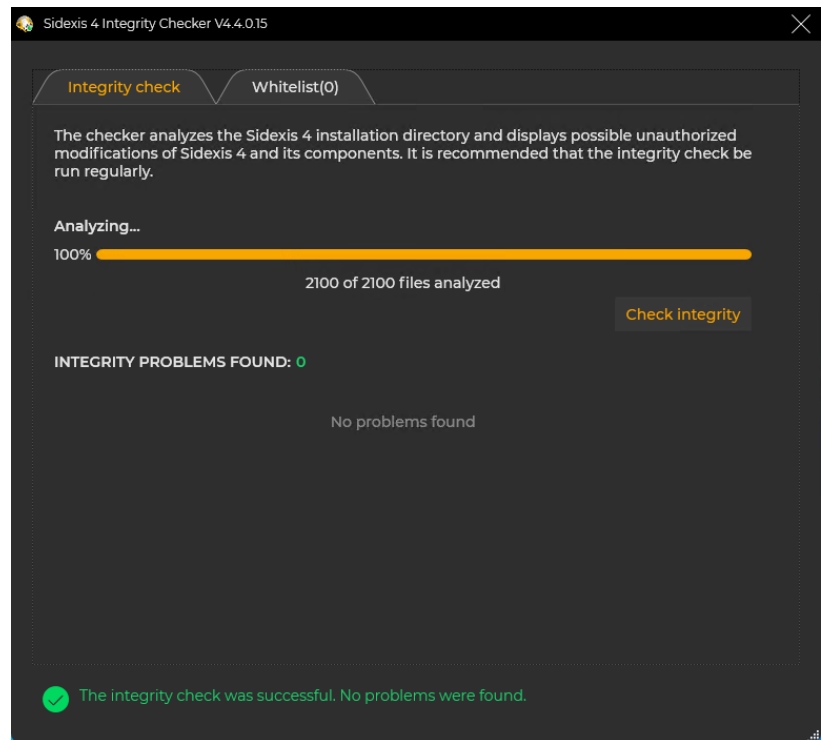 Sidexis 4 Integrity Checker V4.4.0.15
Integrity check
Whitelist(0)
The checker analyzes the Sidexis 4 installation directory and displays possible unauthorized
modifications of Sidexis 4 and its components. It is recommended that the integrity check be
run regularly.
Analyzing...
100%
2100 of 2100 files analyzed
Check integrity
INTEGRITY PROBLEMS FOUND: 0
No problems found
The integrity check was successful. No problems were found.